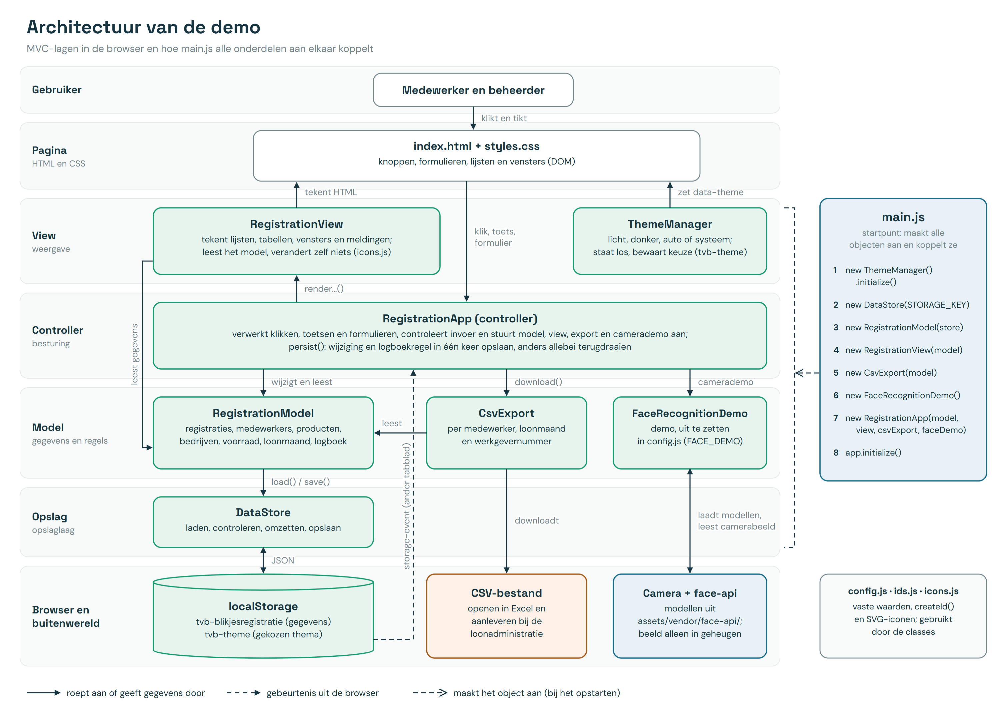 Architectuur van de demo
MVC-lagen in de browser en hoe main.js alle onderdelen aan elkaar koppelt
Gebruiker
Medewerker en beheerder
klikt en tikt
Pagina
HTML en CSS
index.html + styles.css
knoppen, formulieren, lijsten en vensters (DOM)
tekent HTML
zet data-theme
View
weergave
RegistrationView
tekent lijsten, tabellen, vensters en meldingen;
leest het model, verandert zelf niets (icons.js)
klik, toets,
formulier
ThemeManager
licht, donker, auto of systeem;
staat los, bewaart keuze (tvb-theme)
render...()
leest gegevens
Controller
besturing
RegistrationApp (controller)
verwerkt klikken, toetsen en formulieren, controleert invoer en stuurt model, view, export en camerademo aan;
persist(): wijziging en logboekregel in één keer opslaan, anders allebei terugdraaien
wijzigt en leest
download()
camerademo
Model
gegevens en regels
RegistrationModel
registraties, medewerkers, producten,
bedrijven, voorraad, loonmaand, logboek
leest
CsvExport
per medewerker, loonmaand
en werkgevernummer
FaceRecognitionDemo
demo, uit te zetten
in config.js (FACE_DEMO)
load() / save()
storage-event (ander tabblad)
Opslag
opslaglaag
DataStore
laden, controleren, omzetten, opslaan
downloadt
laadt modellen,
leest camerabeeld
JSON
Browser en
buitenwereld
localStorage
tvb-blikjesregistratie (gegevens)
tvb-theme (gekozen thema)
CSV-bestand
openen in Excel en
aanleveren bij de
loonadministratie
Camera + face-api
modellen uit
assets/vendor/face-api/;
beeld alleen in geheugen
main.js
startpunt: maakt alle
objecten aan en koppelt ze
1 new ThemeManager()
.initialize()
2 new DataStore(STORAGE_KEY)
3 new RegistrationModel(store)
4 new RegistrationView(model)
5 new CsvExport(model)
6 new FaceRecognitionDemo()
7 new RegistrationApp(model,
view, csvExport, faceDemo)
8 app.initialize()
config.js · ids.js · icons.js
vaste waarden, createId()
en SVG-iconen; gebruikt
door de classes
roept aan of geeft gegevens door
gebeurtenis uit de browser
maakt het object aan (bij het opstarten)